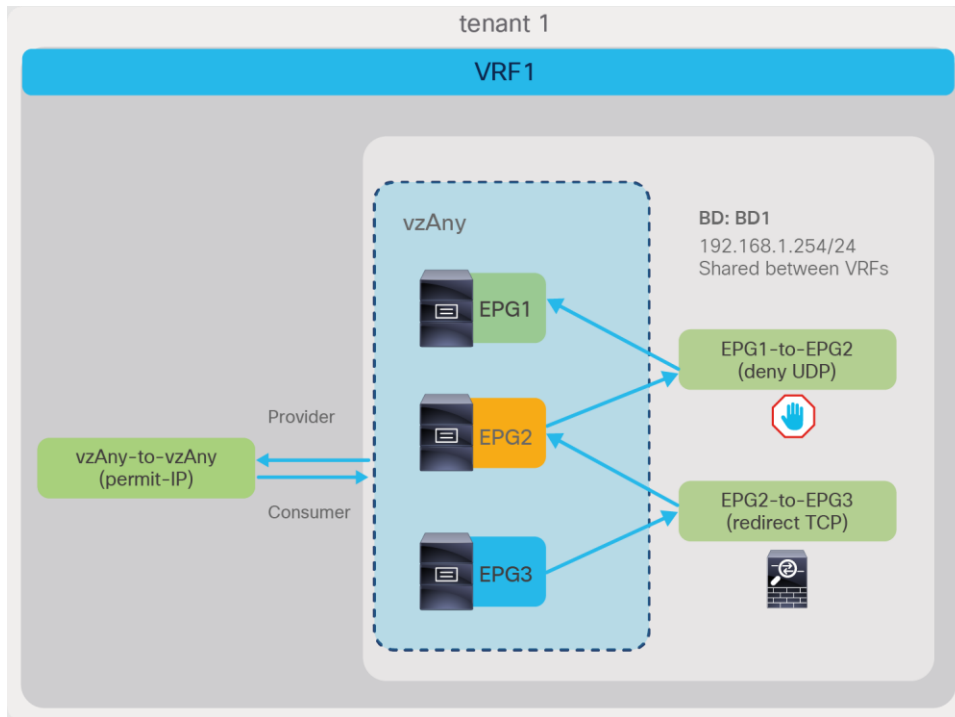 tenant 1
VRF1
vzAny
BD: BD1
192.168.1.254/24
Shared between VRFs
EPG1
EPG1-to-EPG2
(deny UDP)
Provider
EPG2
vzAny-to-vzAny
(permit-IP)
Consumer
EPG2-to-EPG3
(redirect TCP)
EPG3